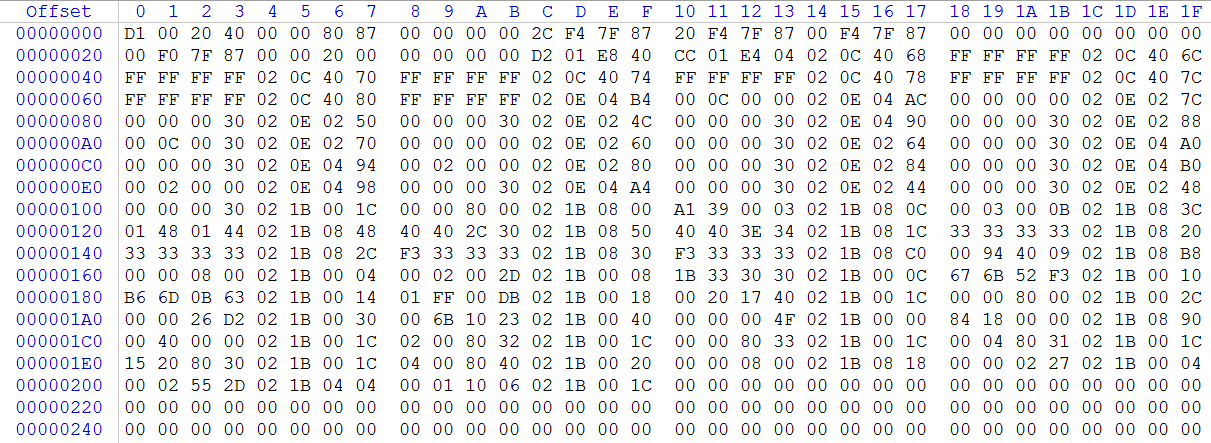 Offset 0 1 2 3 4 5 6 7 8 9 A B C D E F 10 11 12 13 14 15 16 17 18 19 1A 1B 1C 1D 1E 1F
00000000 D1 00 20 40 00 00 80 87 00 00 00 00 2C F4 7F 87 20 F4 7F 87 00 F4 7F 87 00 00 00 00 00 00 00 00
00000020 00 F0 7F 87 00 00 20 00 00 00 00 00 D2 01 E8 40 CC 01 E4 04 02 0C 40 68 FF FF FF FF 02 0C 40 6C
00000040 FF FF FF FF 02 0C 40 70 FF FF FF FF 02 0C 40 74 FF FF FF FF 02 0C 40 78 FF FF FF FF 02 0C 40 7C
00000060 FF FF FF FF 02 0C 40 80 FF FF FF FF 02 0E 04 B4 00 0C 00 00 02 0E 04 AC 00 00 00 00 02 0E 02 7C
00000080 00 00 00 30 02 0E 02 50 00 00 00 30 02 0E 02 4C 00 00 00 30 02 0E 04 90 00 00 00 30 02 0E 02 88
000000A0 00 0C 00 30 02 0E 02 70 00 00 00 00 02 0E 02 60 00 00 00 30 02 0E 02 64 00 00 00 30 02 0E 04 A0
000000C0 00 00 00 30 02 0E 04 94 00 02 00 00 02 0E 02 80 00 00 00 30 02 0E 02 84 00 00 00 30 02 0E 04 B0
000000E0 00 02 00 00 02 0E 04 98 00 00 00 30 02 0E 04 A4 00 00 00 30 02 0E 02 44 00 00 00 30 02 0E 02 48
00000100 00 00 00 30 02 1B 00 1C 00 00 80 00 02 1B 08 00 A1 39 00 03 02 1B 08 0C 00 03 00 0B 02 1B 08 3C
00000120 01 48 01 44 02 1B 08 48 40 40 2C 30 02 1B 08 50 40 40 3E 34 02 1B 08 1C 33 33 33 33 02 1B 08 20
00000140 33 33 33 33 02 1B 08 2C F3 33 33 33 02 1B 08 30 F3 33 33 33 02 1B 08 C0 00 94 40 09 02 1B 08 B8
00000160 00 00 08 00 02 1B 00 04 00 02 00 2D 02 1B 00 08 1B 33 30 30 02 1B 00 0C 67 6B 52 F3 02 1B 00 10
00000180 B6 6D 0B 63 02 1B 00 14 01 FF 00 DB 02 1B 00 18 00 20 17 40 02 1B 00 1C 00 00 80 00 02 1B 00 2C
000001A0 00 00 26 D2 02 1B 00 30 00 6B 10 23 02 1B 00 40 00 00 00 4F 02 1B 00 00 84 18 00 00 02 1B 08 90
000001C0 00 40 00 00 02 1B 00 1C 02 00 80 32 02 1B 00 1C 00 00 80 33 02 1B 00 1C 00 04 80 31 02 1B 00 1C
000001E0 15 20 80 30 02 1B 00 1C 04 00 80 40 02 1B 00 20 00 00 08 00 02 1B 08 18 00 00 02 27 02 1B 00 04
00000200 00 02 55 2D 02 1B 04 04 00 01 10 06 02 1B 00 1C 00 00 00 00 00 00 00 00 00 00 00 00 00 00 00 00
00000220 00 00 00 00 00 00 00 00 00 00 00 00 00 00 00 00 00 00 00 00 00 00 00 00 00 00 00 00 00 00 00 00
00000240 00 00 00 00 00 00 00 00 00 00 00 00 00 00 00 00 00 00 00 00 00 00 00 00 00 00 00 00 00 00 00 00